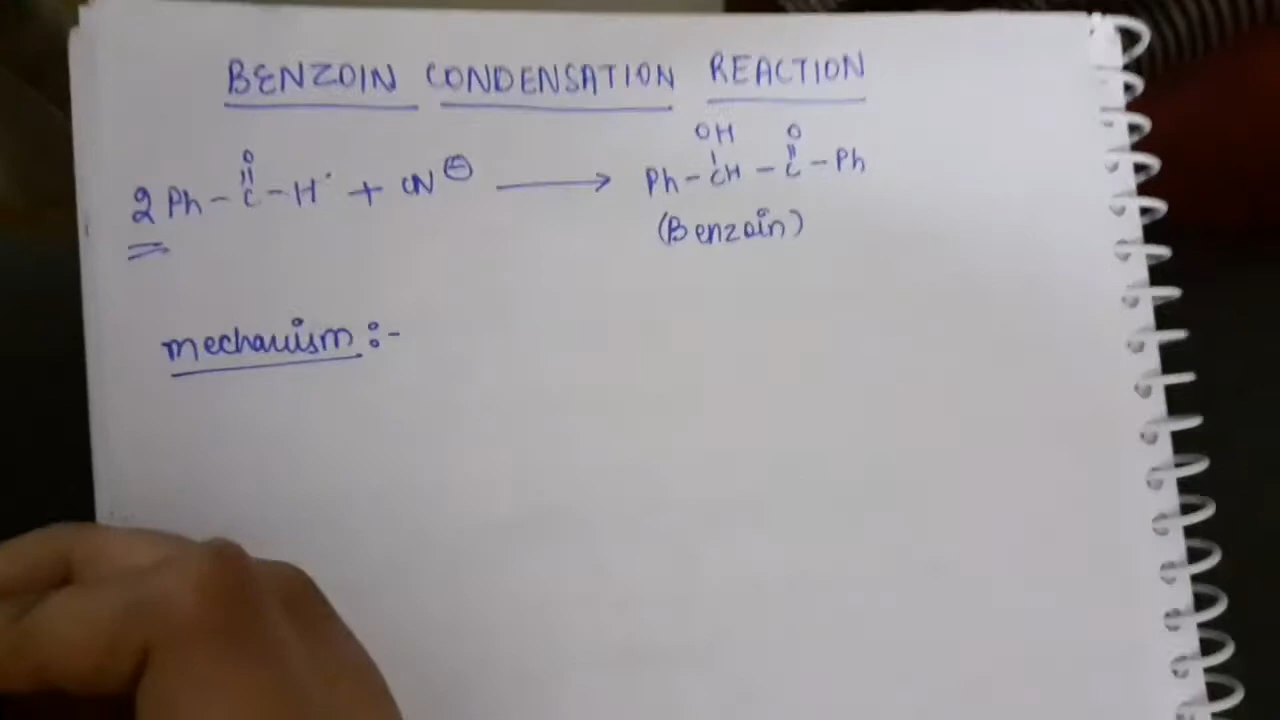 BENZOIN CONDENSATION REACTION
OH O
O
2 Ph - C - H + CN ⊖ ⟶ Ph - CH - C - Ph
(Benzoin)
mechanism :-